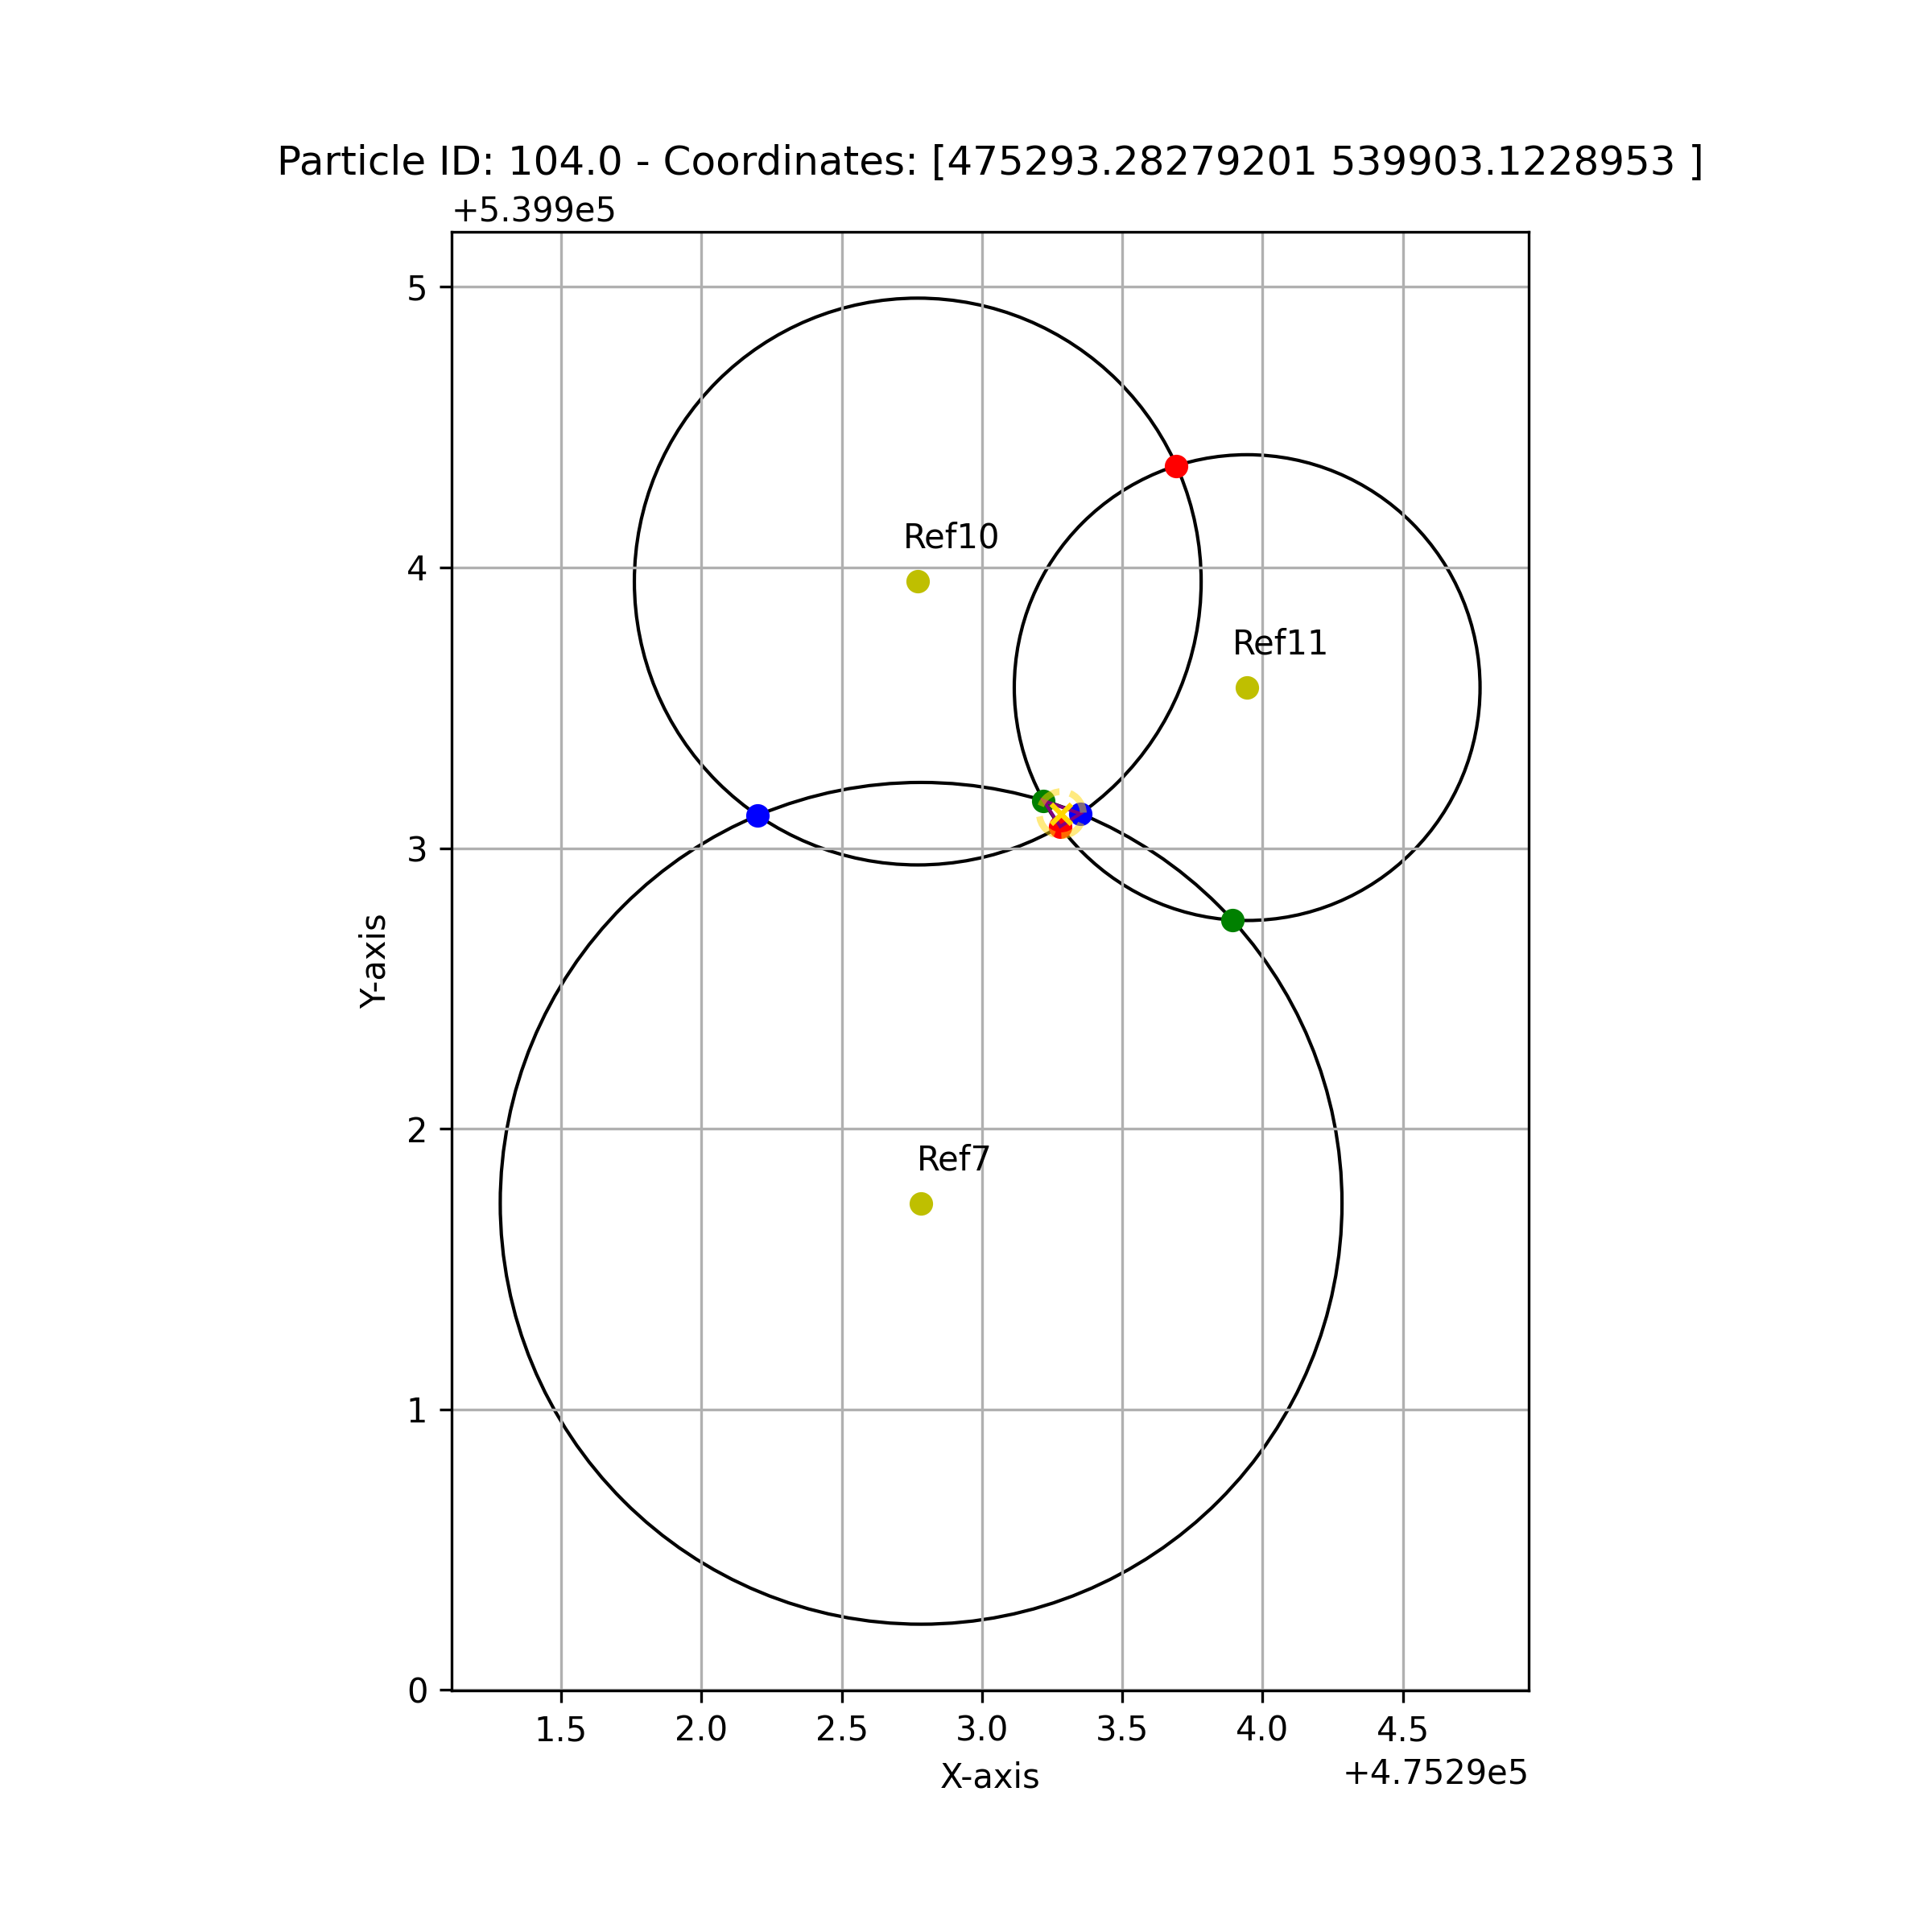 Particle ID: 104.0 - Coordinates: [475293.28279201 539903.1228953 ]
+5.399e5
5
Ref10
4
Ref11
3
Y-axis
2
Ref7
1
0
1.5 2.0 2.5 3.0 3.5 4.0 4.5
X-axis
+4.7529e5